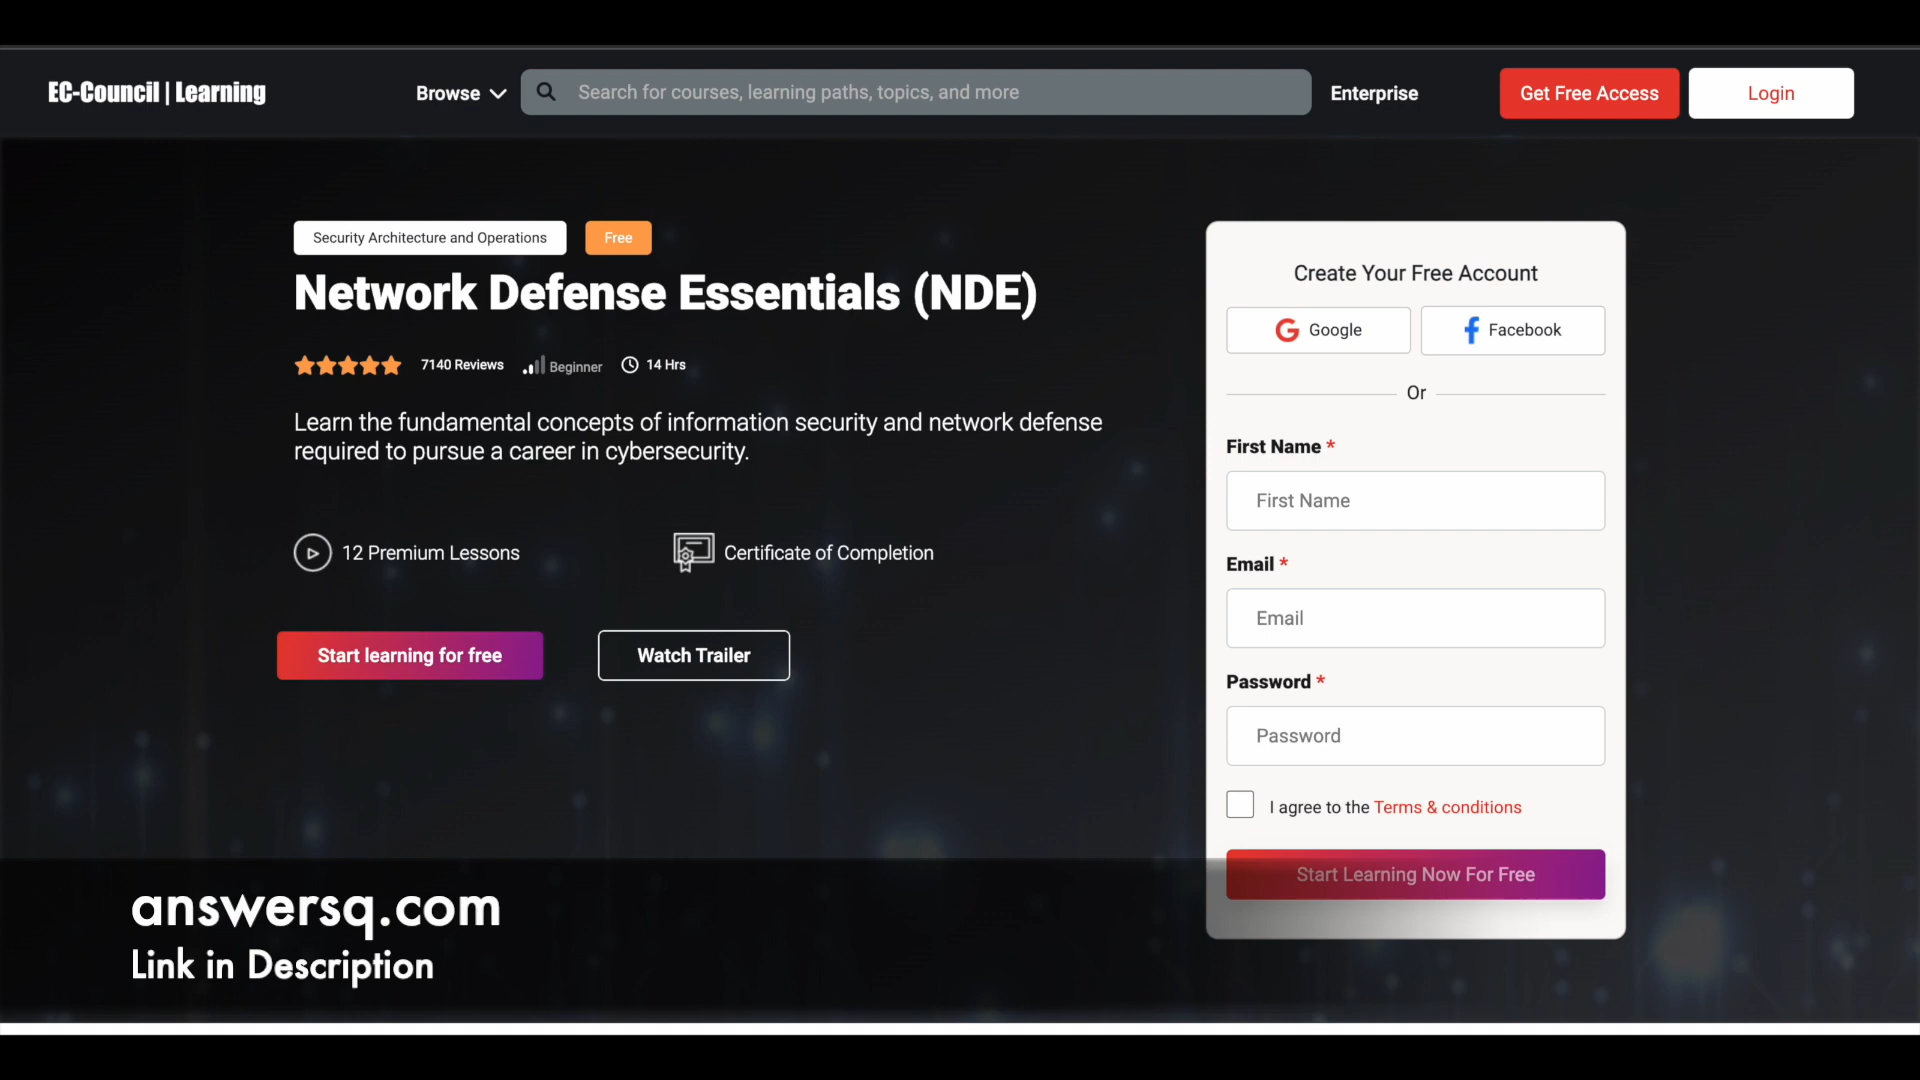 EC-Council | Learning
Browse
Search for courses, learning paths, topics, and more
Enterprise
Get Free Access
Login
Security Architecture and Operations
Free
Network Defense Essentials (NDE)
7140 Reviews
Beginner
14 Hrs
Learn the fundamental concepts of information security and network defense
required to pursue a career in cybersecurity.
12 Premium Lessons
Certificate of Completion
Start learning for free
Watch Trailer
Create Your Free Account
Google
Facebook
Or
First Name *
First Name
Email *
Email
Password *
Password
I agree to the Terms & conditions
Start Learning Now For Free
answersq.com
Link in Description